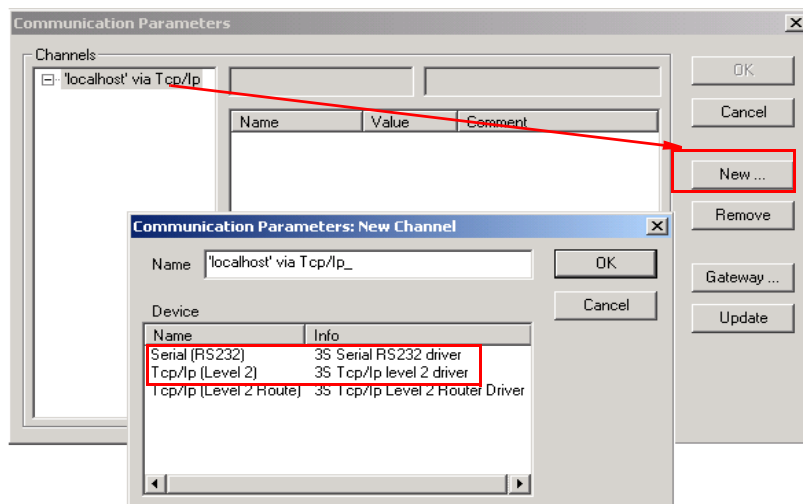 Communication Parameters
Channels
'localhost' via Tcp/Ip
Name Value Comment
OK
Cancel
New ...
Remove
Gateway ...
Update
Communication Parameters: New Channel
Name 'localhost' via Tcp/Ip_
OK
Cancel
Device
Name Info
Serial (RS232) 3S Serial RS232 driver
Tcp/Ip (Level 2) 3S Tcp/Ip level 2 driver
Tcp/Ip (Level 2 Route) 3S Tcp/Ip Level 2 Router Driver